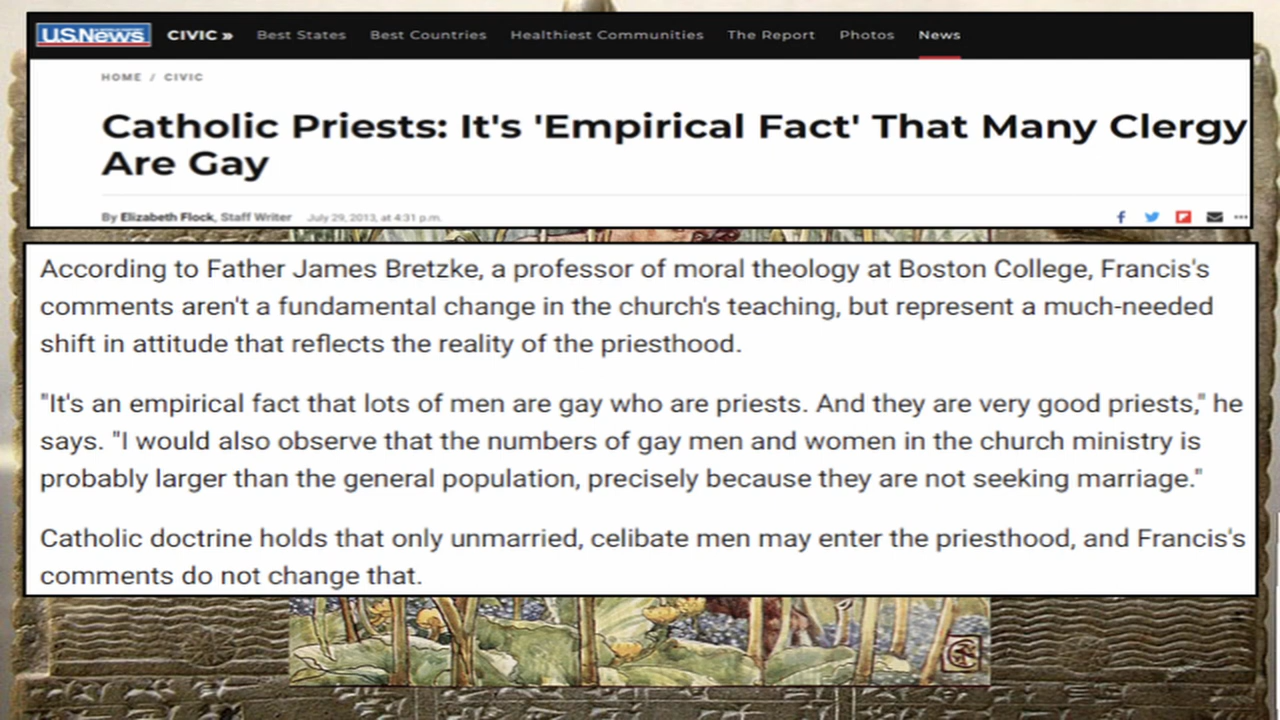 U.S.News CIVIC » Best States Best Countries Healthiest Communities The Report Photos News
HOME / CIVIC
Catholic Priests: It's 'Empirical Fact' That Many Clergy
Are Gay
By Elizabeth Flock, Staff Writer July 29, 2013, at 4:31 p.m.
According to Father James Bretzke, a professor of moral theology at Boston College, Francis's
comments aren't a fundamental change in the church's teaching, but represent a much-needed
shift in attitude that reflects the reality of the priesthood.
"It's an empirical fact that lots of men are gay who are priests. And they are very good priests," he
says. "I would also observe that the numbers of gay men and women in the church ministry is
probably larger than the general population, precisely because they are not seeking marriage."
Catholic doctrine holds that only unmarried, celibate men may enter the priesthood, and Francis's
comments do not change that.